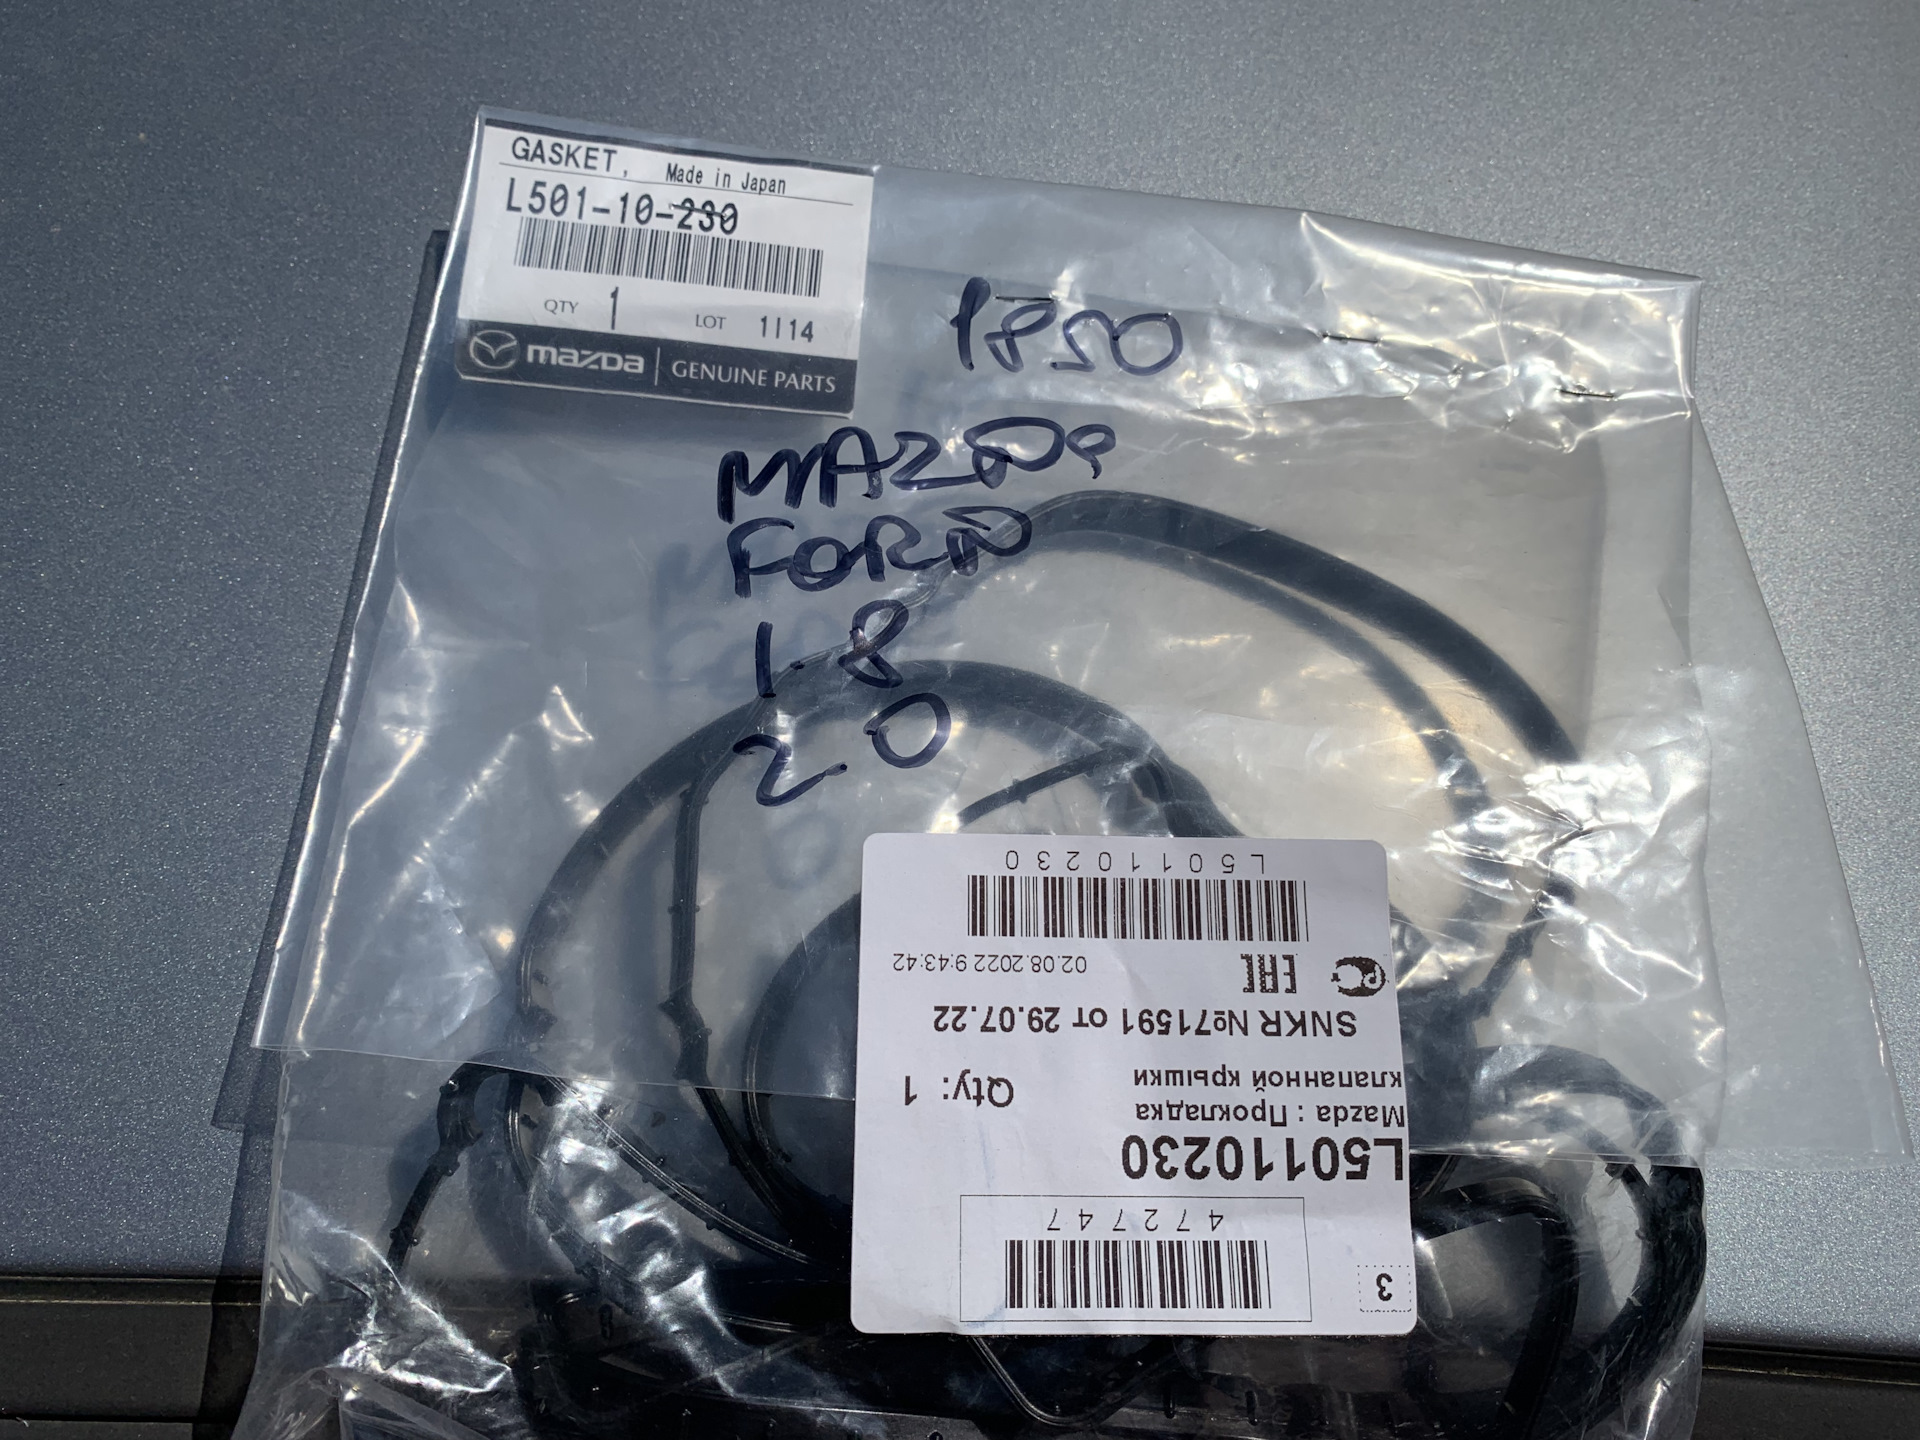 GASKET, Made in Japan
L501-10-230
QTY 1 LOT 1I14
mazda GENUINE PARTS
1850
MAZDA
FORD
1.8
2.0
3
472747
L50110230
Mazda : Прокладка
клапанной крышки
Qty: 1
SNKR №71591 от 29.07.22
EAC 02.08.2022 9:43:42
L50110230